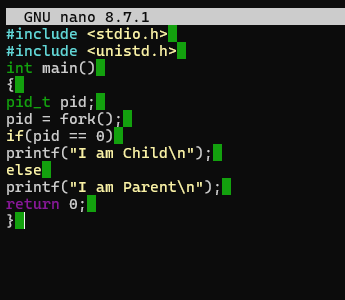 GNU nano 8.7.1
#include <stdio.h>
#include <unistd.h>
int main()
{
pid_t pid;
pid = fork();
if(pid == 0)
printf("I am Child\n");
else
printf("I am Parent\n");
return 0;
}